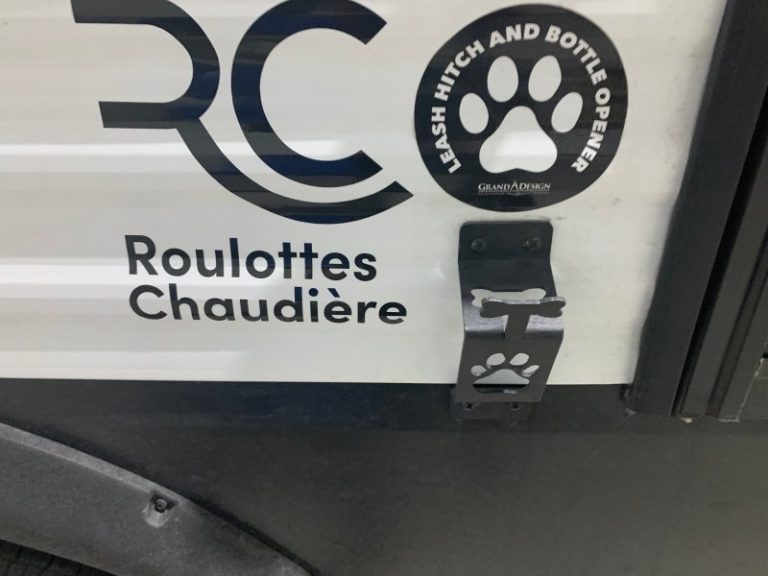 RC
LEASH HITCH AND BOTTLE OPENER
GRAND DESIGN
Roulottes
Chaudière